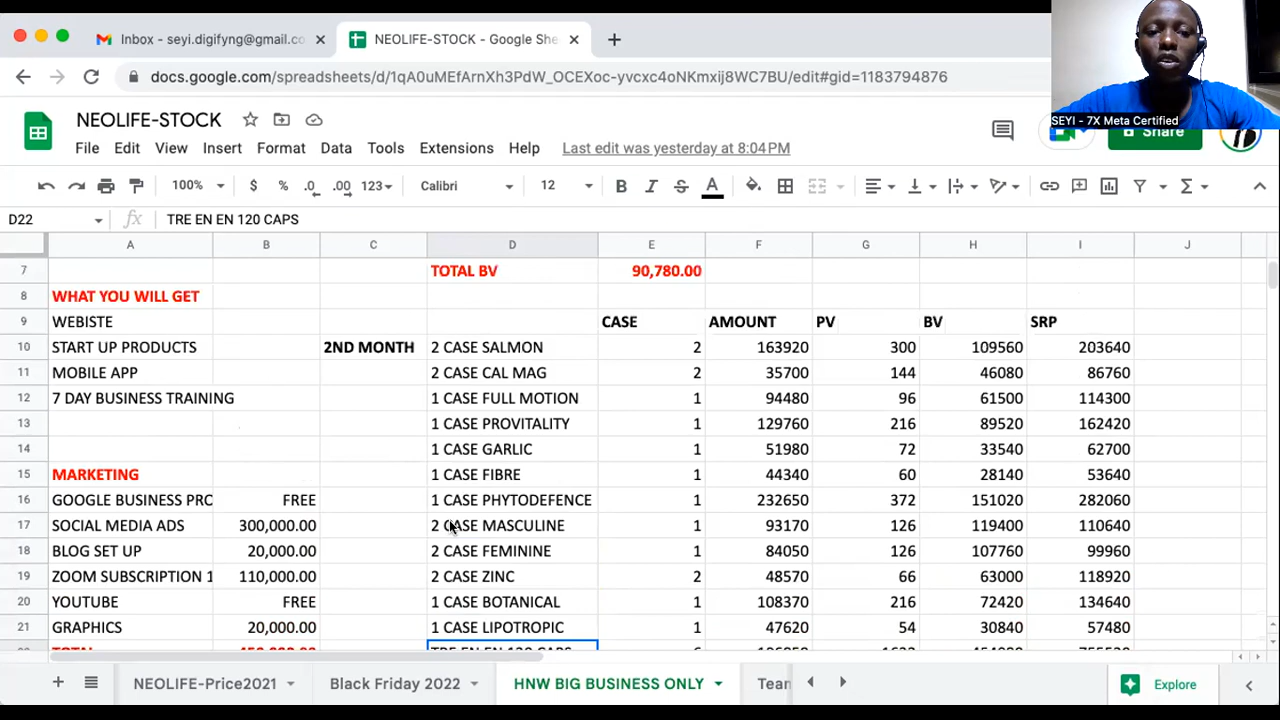 Inbox - seyi.digifyng@gmail.co
NEOLIFE-STOCK - Google She
docs.google.com/spreadsheets/d/1qA0uMEfArnXh3PdW_OCEXoc-yvcxc4oNKmxij8WC7BU/edit#gid=1183794876
SEYI - 7X Meta Certified
NEOLIFE-STOCK
Share
File Edit View Insert Format Data Tools Extensions Help Last edit was yesterday at 8:04 PM
100% $ % .0 .00 123 Calibri 12 B I S A
D22 fx TRE EN EN 120 CAPS
A B C D E F G H I J
7 TOTAL BV 90,780.00
8 WHAT YOU WILL GET
9 WEBISTE CASE AMOUNT PV BV SRP
10 START UP PRODUCTS 2ND MONTH 2 CASE SALMON 2 163920 300 109560 203640
11 MOBILE APP 2 CASE CAL MAG 2 35700 144 46080 86760
12 7 DAY BUSINESS TRAINING 1 CASE FULL MOTION 1 94480 96 61500 114300
13 1 CASE PROVITALITY 1 129760 216 89520 162420
14 1 CASE GARLIC 1 51980 72 33540 62700
15 MARKETING 1 CASE FIBRE 1 44340 60 28140 53640
16 GOOGLE BUSINESS PRO FREE 1 CASE PHYTODEFENCE 1 232650 372 151020 282060
17 SOCIAL MEDIA ADS 300,000.00 2 CASE MASCULINE 1 93170 126 119400 110640
18 BLOG SET UP 20,000.00 2 CASE FEMININE 1 84050 126 107760 99960
19 ZOOM SUBSCRIPTION 1 110,000.00 2 CASE ZINC 2 48570 66 63000 118920
20 YOUTUBE FREE 1 CASE BOTANICAL 1 108370 216 72420 134640
21 GRAPHICS 20,000.00 1 CASE LIPOTROPIC 1 47620 54 30840 57480
TRE EN EN 120 CAPS
NEOLIFE-Price2021 Black Friday 2022 HNW BIG BUSINESS ONLY Tear Explore